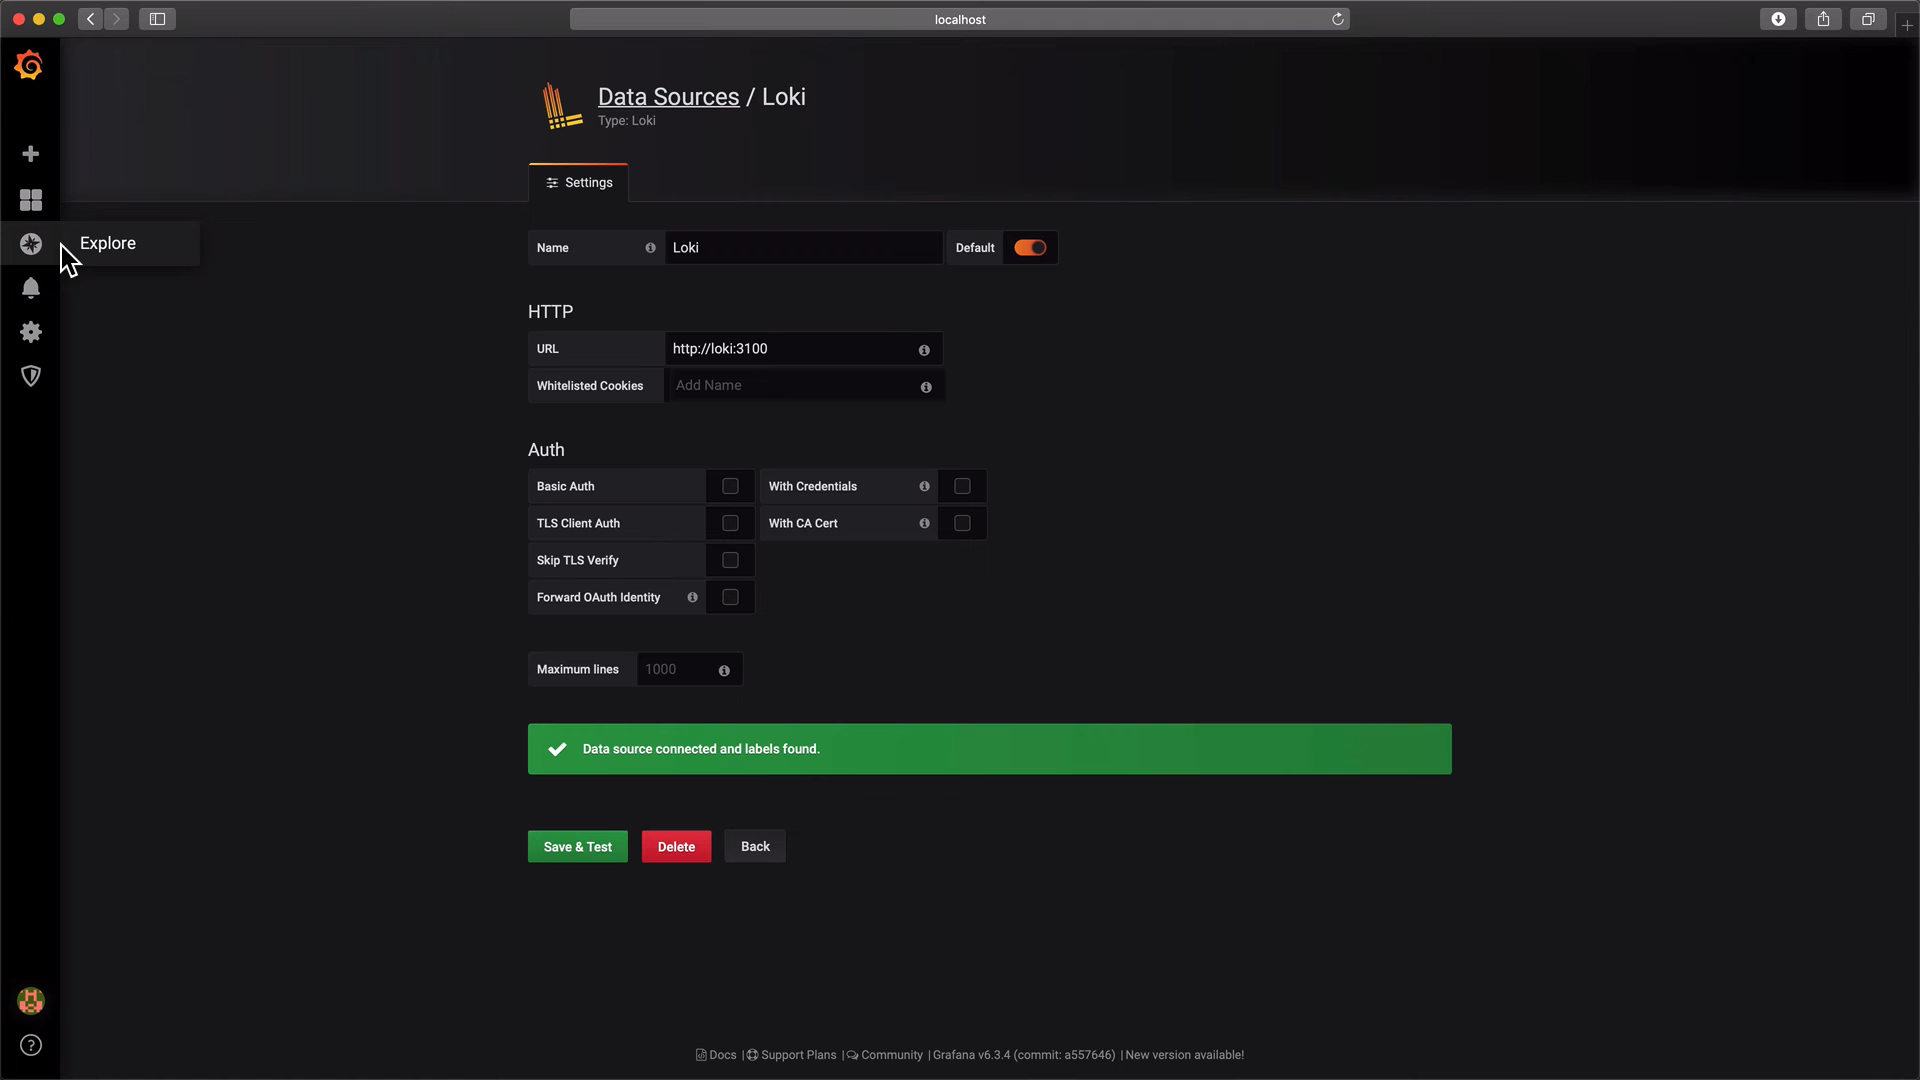 localhost
Data Sources / Loki
Type: Loki
Settings
Explore
Name
Loki
Default
HTTP
URL
http://loki:3100
Whitelisted Cookies
Add Name
Auth
Basic Auth
With Credentials
TLS Client Auth
With CA Cert
Skip TLS Verify
Forward OAuth Identity
Maximum lines
1000
Data source connected and labels found.
Save & Test
Delete
Back
Docs | Support Plans | Community | Grafana v6.3.4 (commit: a557646) | New version available!